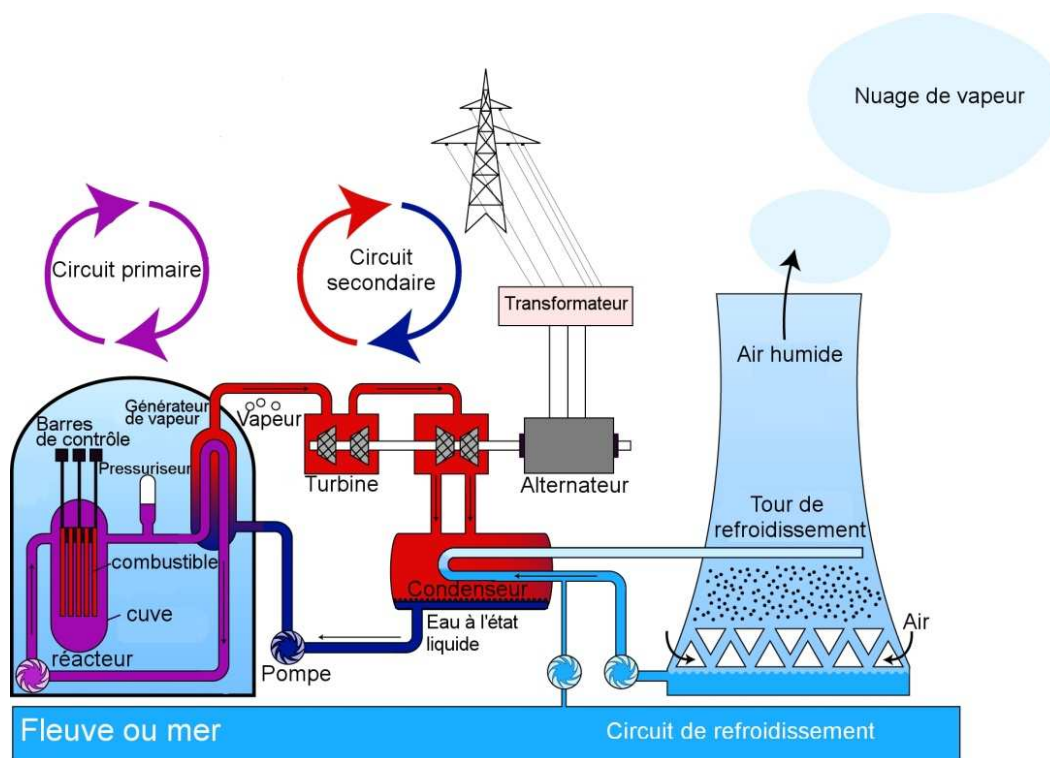 Nuage de vapeur
Circuit primaire
Circuit
secondaire
Transformateur
Air humide
Générateur
de vapeur
Vapeur
Barres
de contrôle
Pressuriseur
Turbine
Alternateur
Tour de
refroidissement
combustible
Condenseur
cuve
Eau à l'état
liquide
Air
réacteur
Pompe
Fleuve ou mer
Circuit de refroidissement